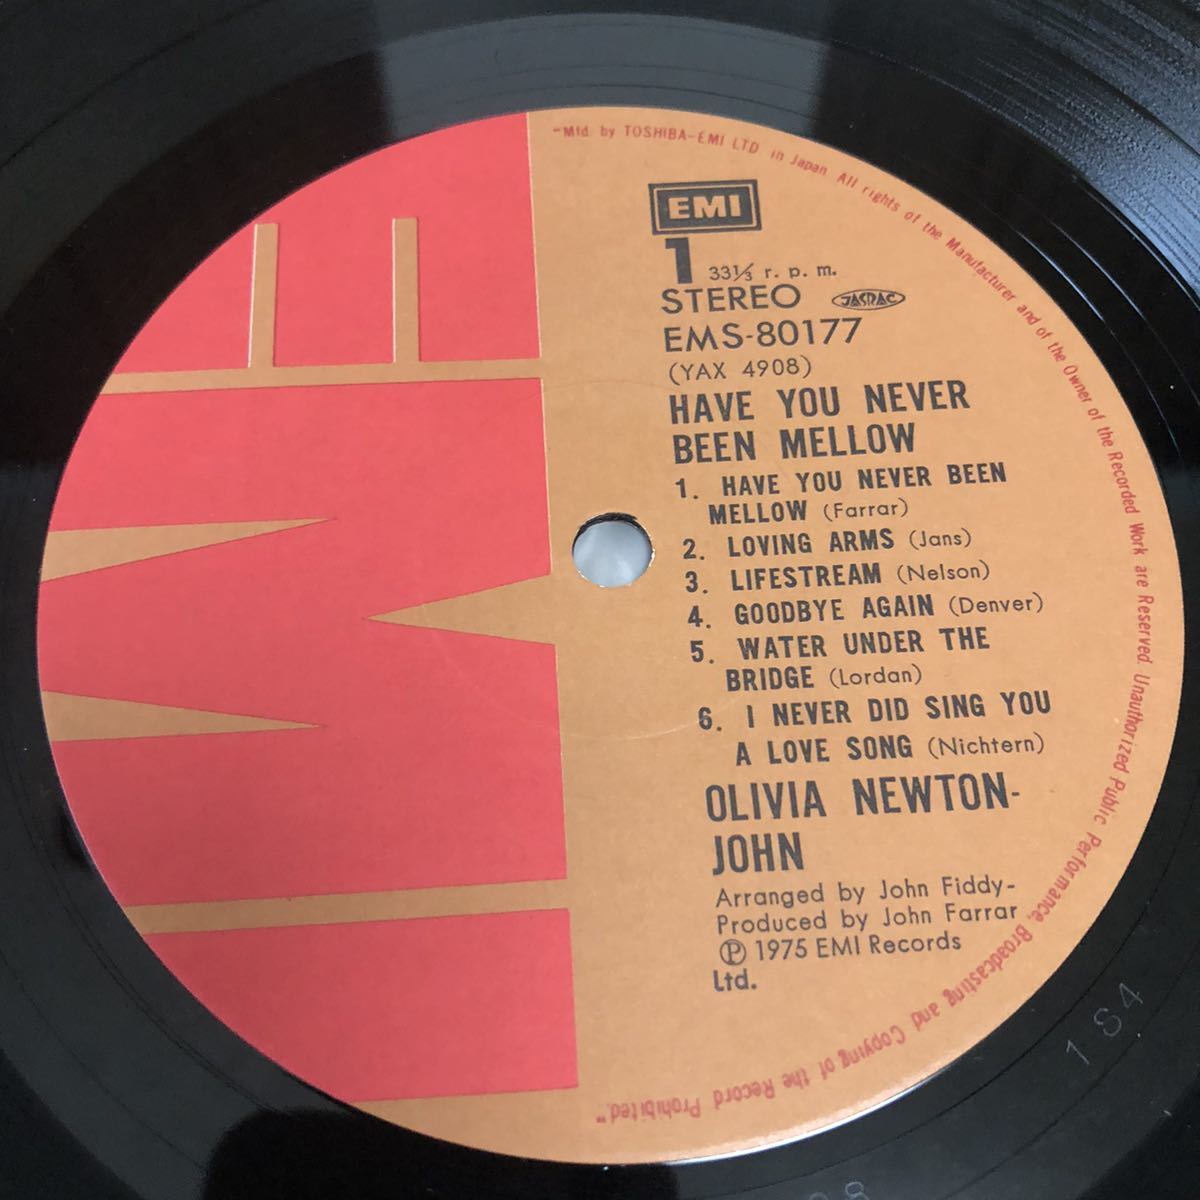 -Mfd by TOSHIBA-EMI LTD in Japan All rights of the Manufacturer and of the Owner of the Recorded Work are Reserved. Unauthorized Public Performance, Broadcasting and Copying of the Record Prohibited."
EMI
EMI
1 33⅓ r. p. m.
STEREO JASRAC
EMS-80177
(YAX 4908)
HAVE YOU NEVER
BEEN MELLOW
1. HAVE YOU NEVER BEEN
MELLOW (Farrar)
2. LOVING ARMS (Jans)
3. LIFESTREAM (Nelson)
4. GOODBYE AGAIN (Denver)
5. WATER UNDER THE
BRIDGE (Lordan)
6. I NEVER DID SING YOU
A LOVE SONG (Nichtern)
OLIVIA NEWTON-
JOHN
Arranged by John Fiddy-
Produced by John Farrar
Ⓟ 1975 EMI Records
Ltd.
1S4